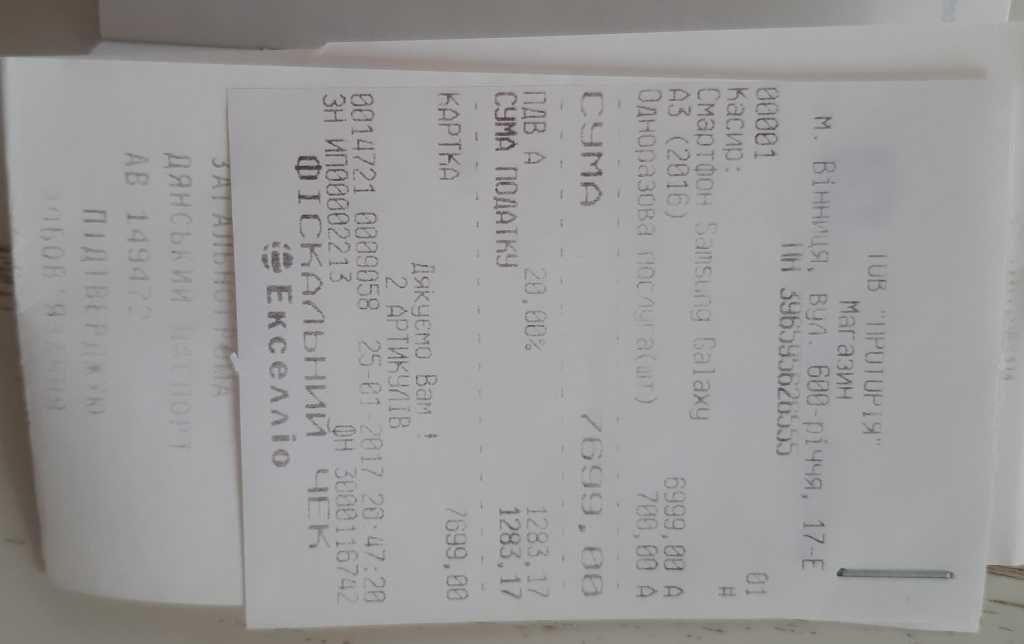 ТОВ "ПРОТОРІЯ"
Магазин
м. Вінниця, вул. 600-річчя, 17-Е
ПН
00001 01
Касир: #
Смартфон Samsung Galaxy
A3 (2016) 6999,00 А
Одноразова послуга(шт) 700,00 А
СУМА 7699,00
ПДВ А 20,00% 1283,17
СУМА ПОДАТКУ 1283,17
КАРТКА 7699,00
Дякуємо Вам !
2 АРТИКУЛІВ
0014721 0009058 25-01-2017 20:47:20
ЗН ИП00002213 ФН 3000116742
ФІСКАЛЬНИЙ ЧЕК
Екселліо
АВ
ПІДТВЕРДЖУЮ